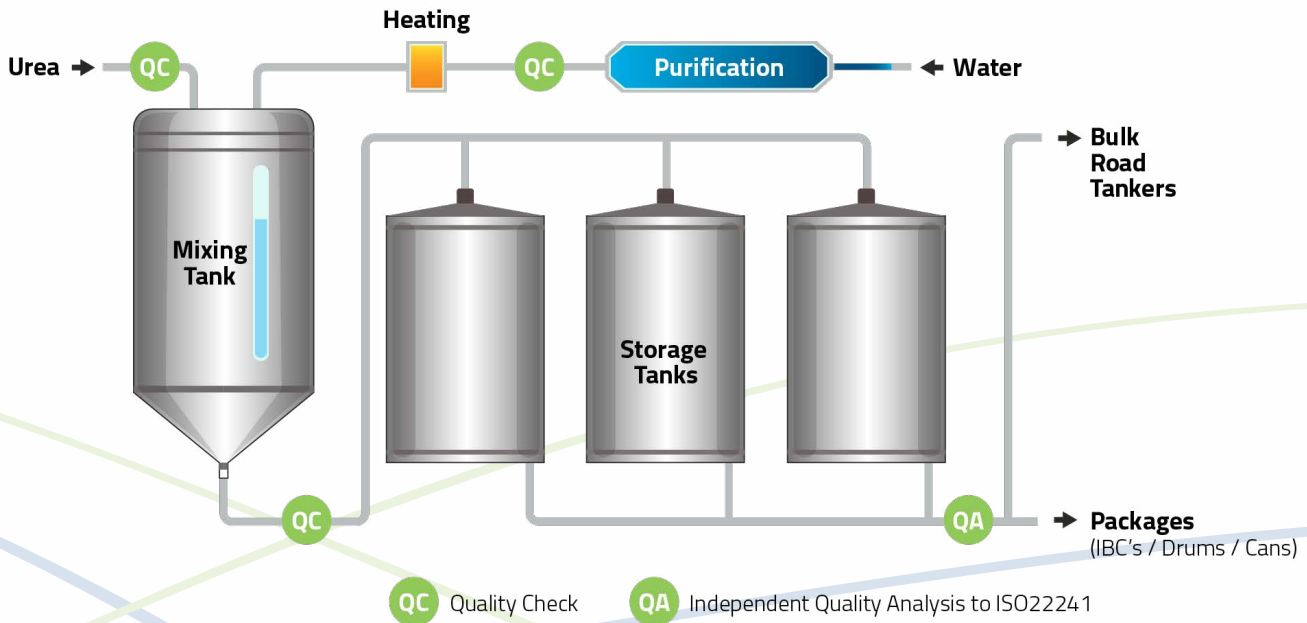 Heating
Urea
QC
QC
Purification
Water
Bulk
Road
Tankers
Mixing
Tank
Storage
Tanks
QC
QA
Packages
(IBC's / Drums / Cans)
QC Quality Check
QA Independent Quality Analysis to ISO22241